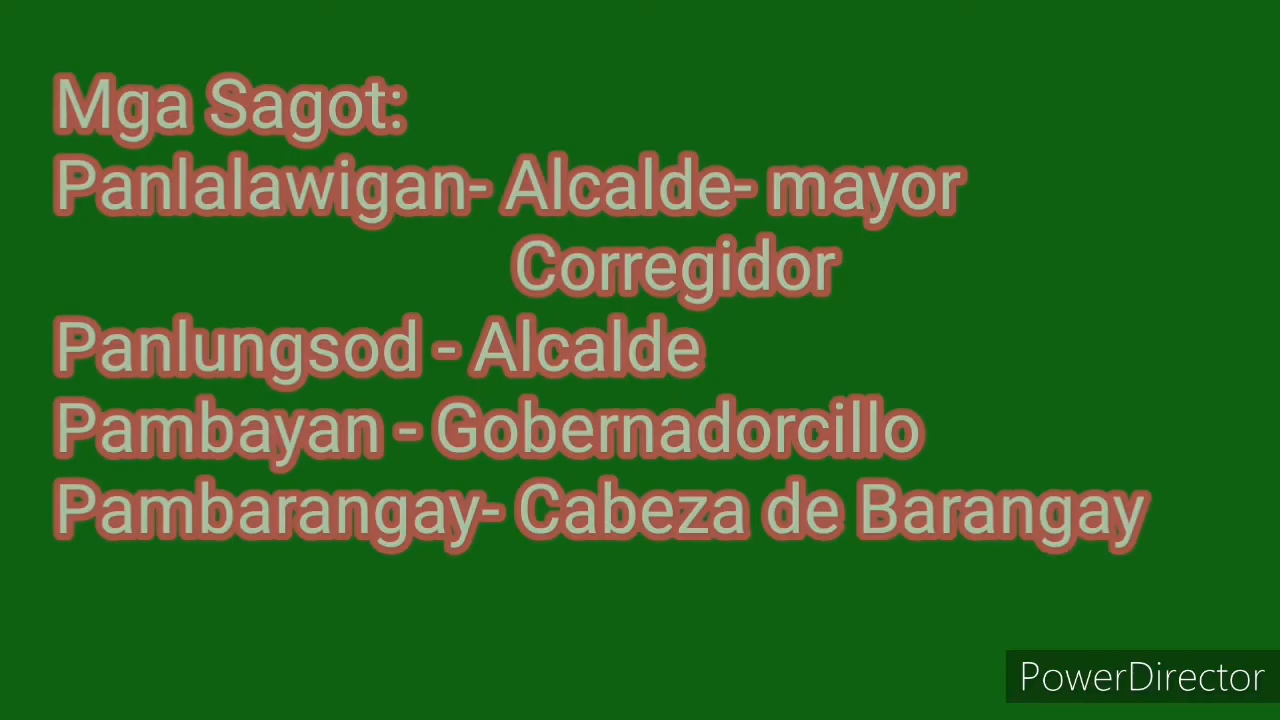 Mga Sagot:
Panlalawigan- Alcalde- mayor
Corregidor
Panlungsod - Alcalde
Pambayan - Gobernadorcillo
Pambarangay- Cabeza de Barangay
PowerDirector